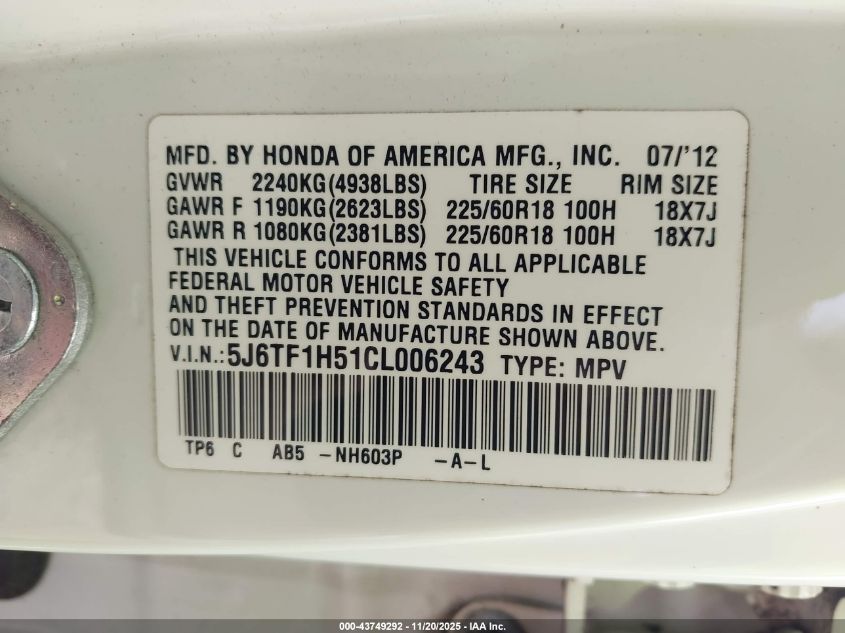 MFD. BY HONDA OF AMERICA MFG., INC. 07/'12
GVWR 2240KG(4938LBS) TIRE SIZE RIM SIZE
GAWR F 1190KG(2623LBS) 225/60R18 100H 18X7J
GAWR R 1080KG(2381LBS) 225/60R18 100H 18X7J
THIS VEHICLE CONFORMS TO ALL APPLICABLE
FEDERAL MOTOR VEHICLE SAFETY
AND THEFT PREVENTION STANDARDS IN EFFECT
ON THE DATE OF MANUFACTURE SHOWN ABOVE.
V.I.N.:5J6TF1H51CL006243 TYPE: MPV
TP6 C AB5 -NH603P -A-L
000-43749292 - 11/20/2025 - IAA Inc.